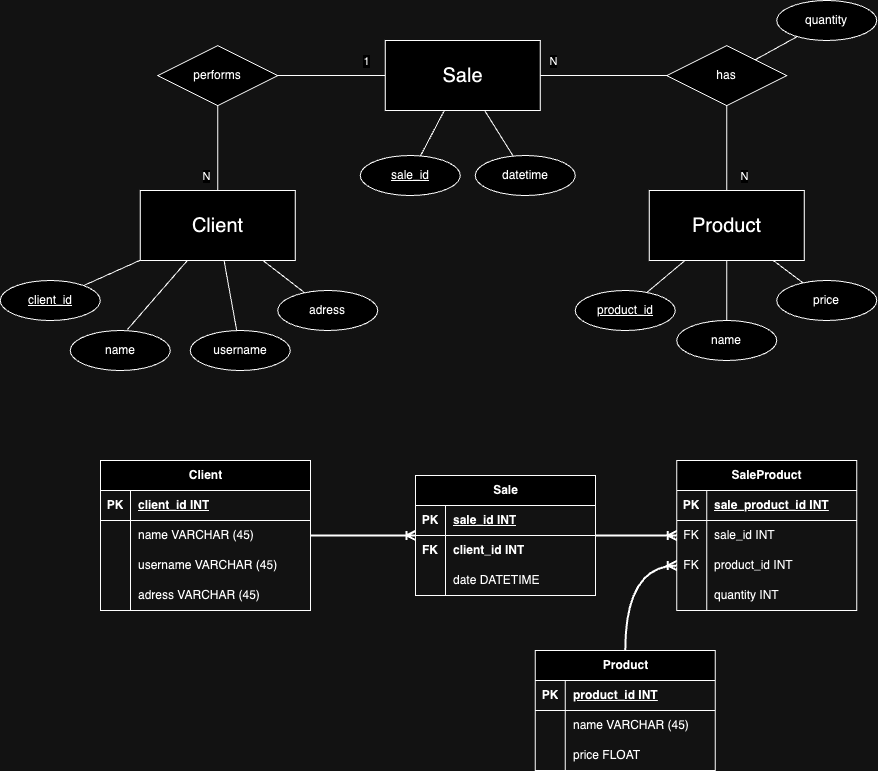 quantity
performs
1
Sale
N
has
sale_id
datetime
N
N
Client
Product
client_id
adress
product_id
price
name
username
name
Client
PK client_id INT
name VARCHAR (45)
username VARCHAR (45)
adress VARCHAR (45)
Sale
PK sale_id INT
FK client_id INT
date DATETIME
SaleProduct
PK sale_product_id INT
FK sale_id INT
FK product_id INT
quantity INT
Product
PK product_id INT
name VARCHAR (45)
price FLOAT